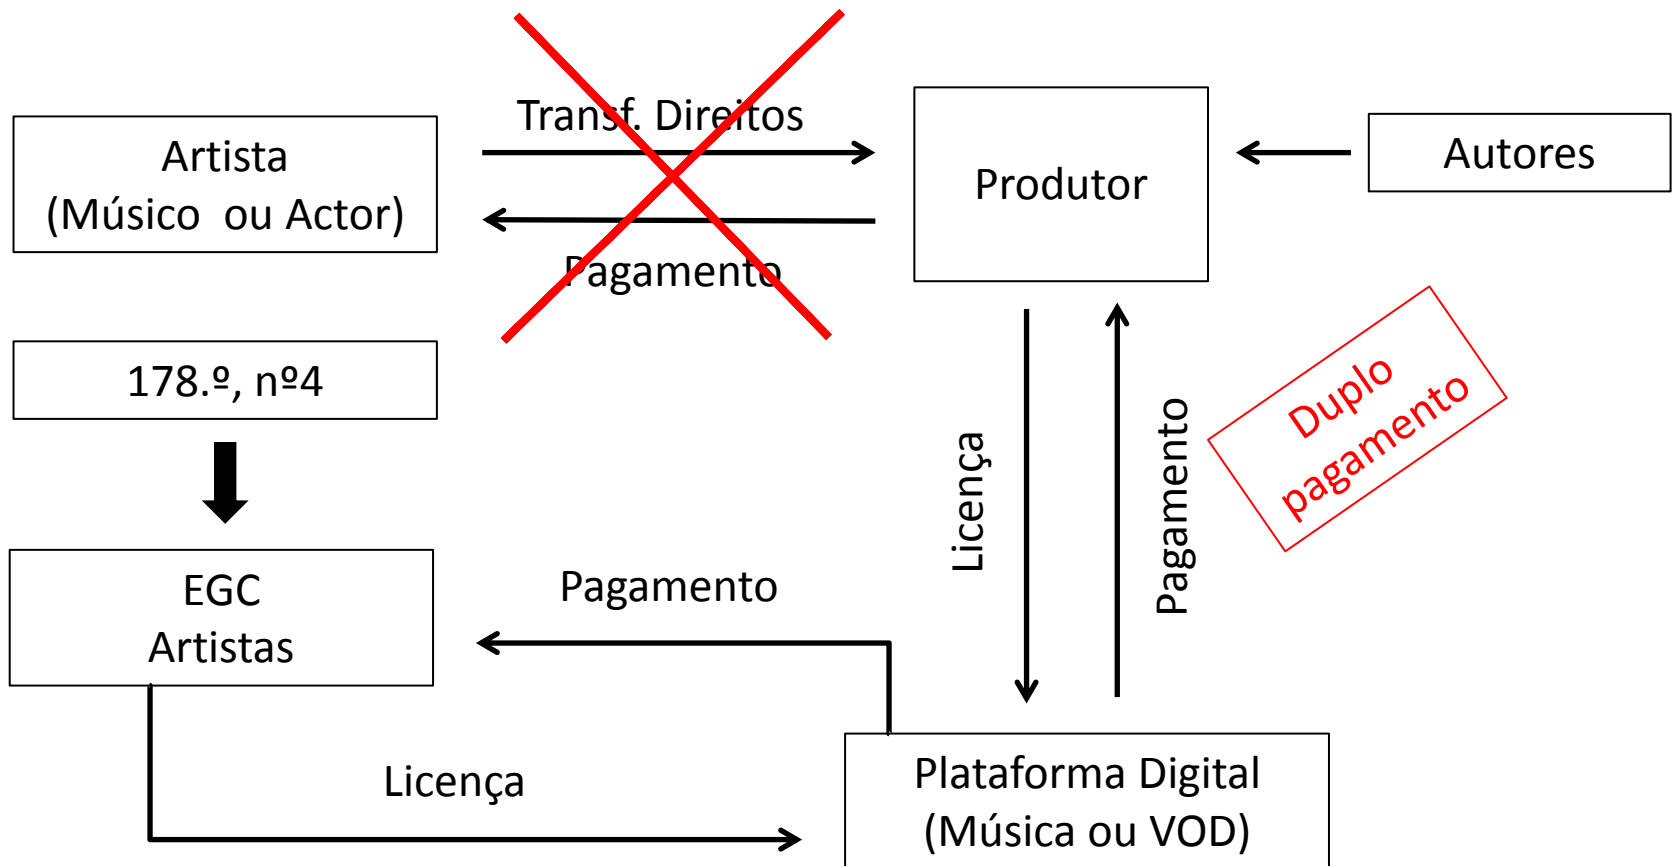 Transf. Direitos
Artista
(Músico ou Actor)
Produtor
Autores
Pagamento
178.º, nº4
Duplo
pagamento
Licença
Pagamento
EGC
Artistas
Pagamento
Licença
Plataforma Digital
(Música ou VOD)